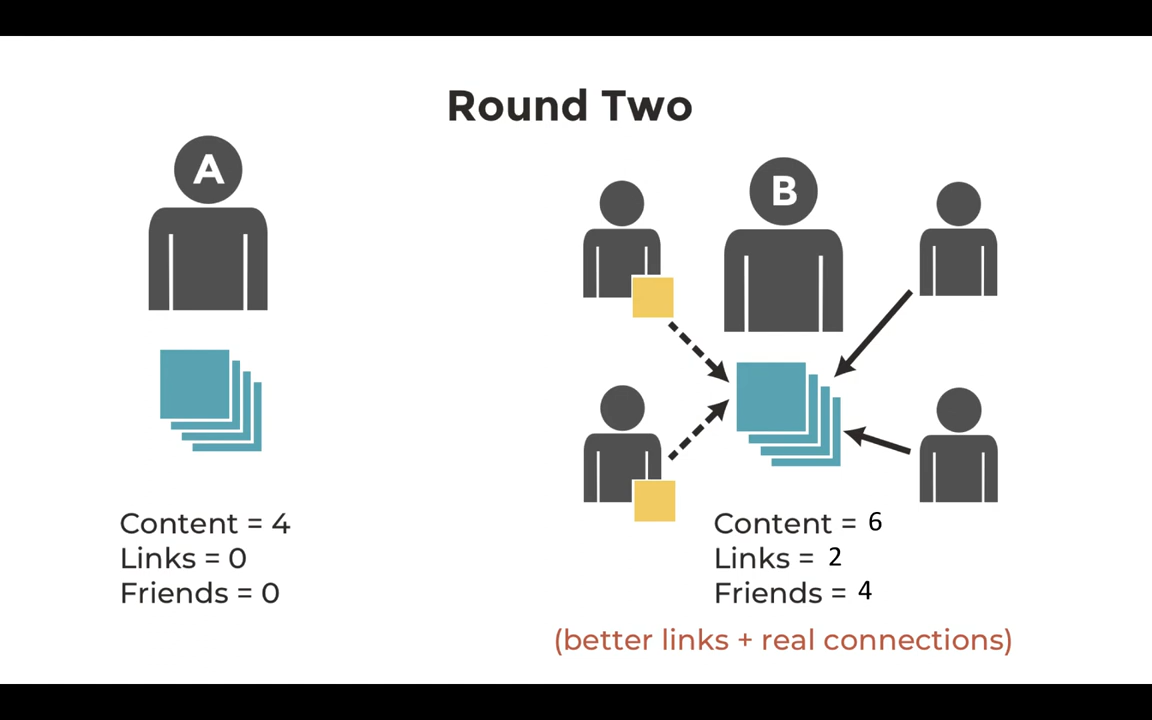 Round Two
A
B
Content = 4
Links = 0
Friends = 0
Content = 6
Links = 2
Friends = 4
(better links + real connections)